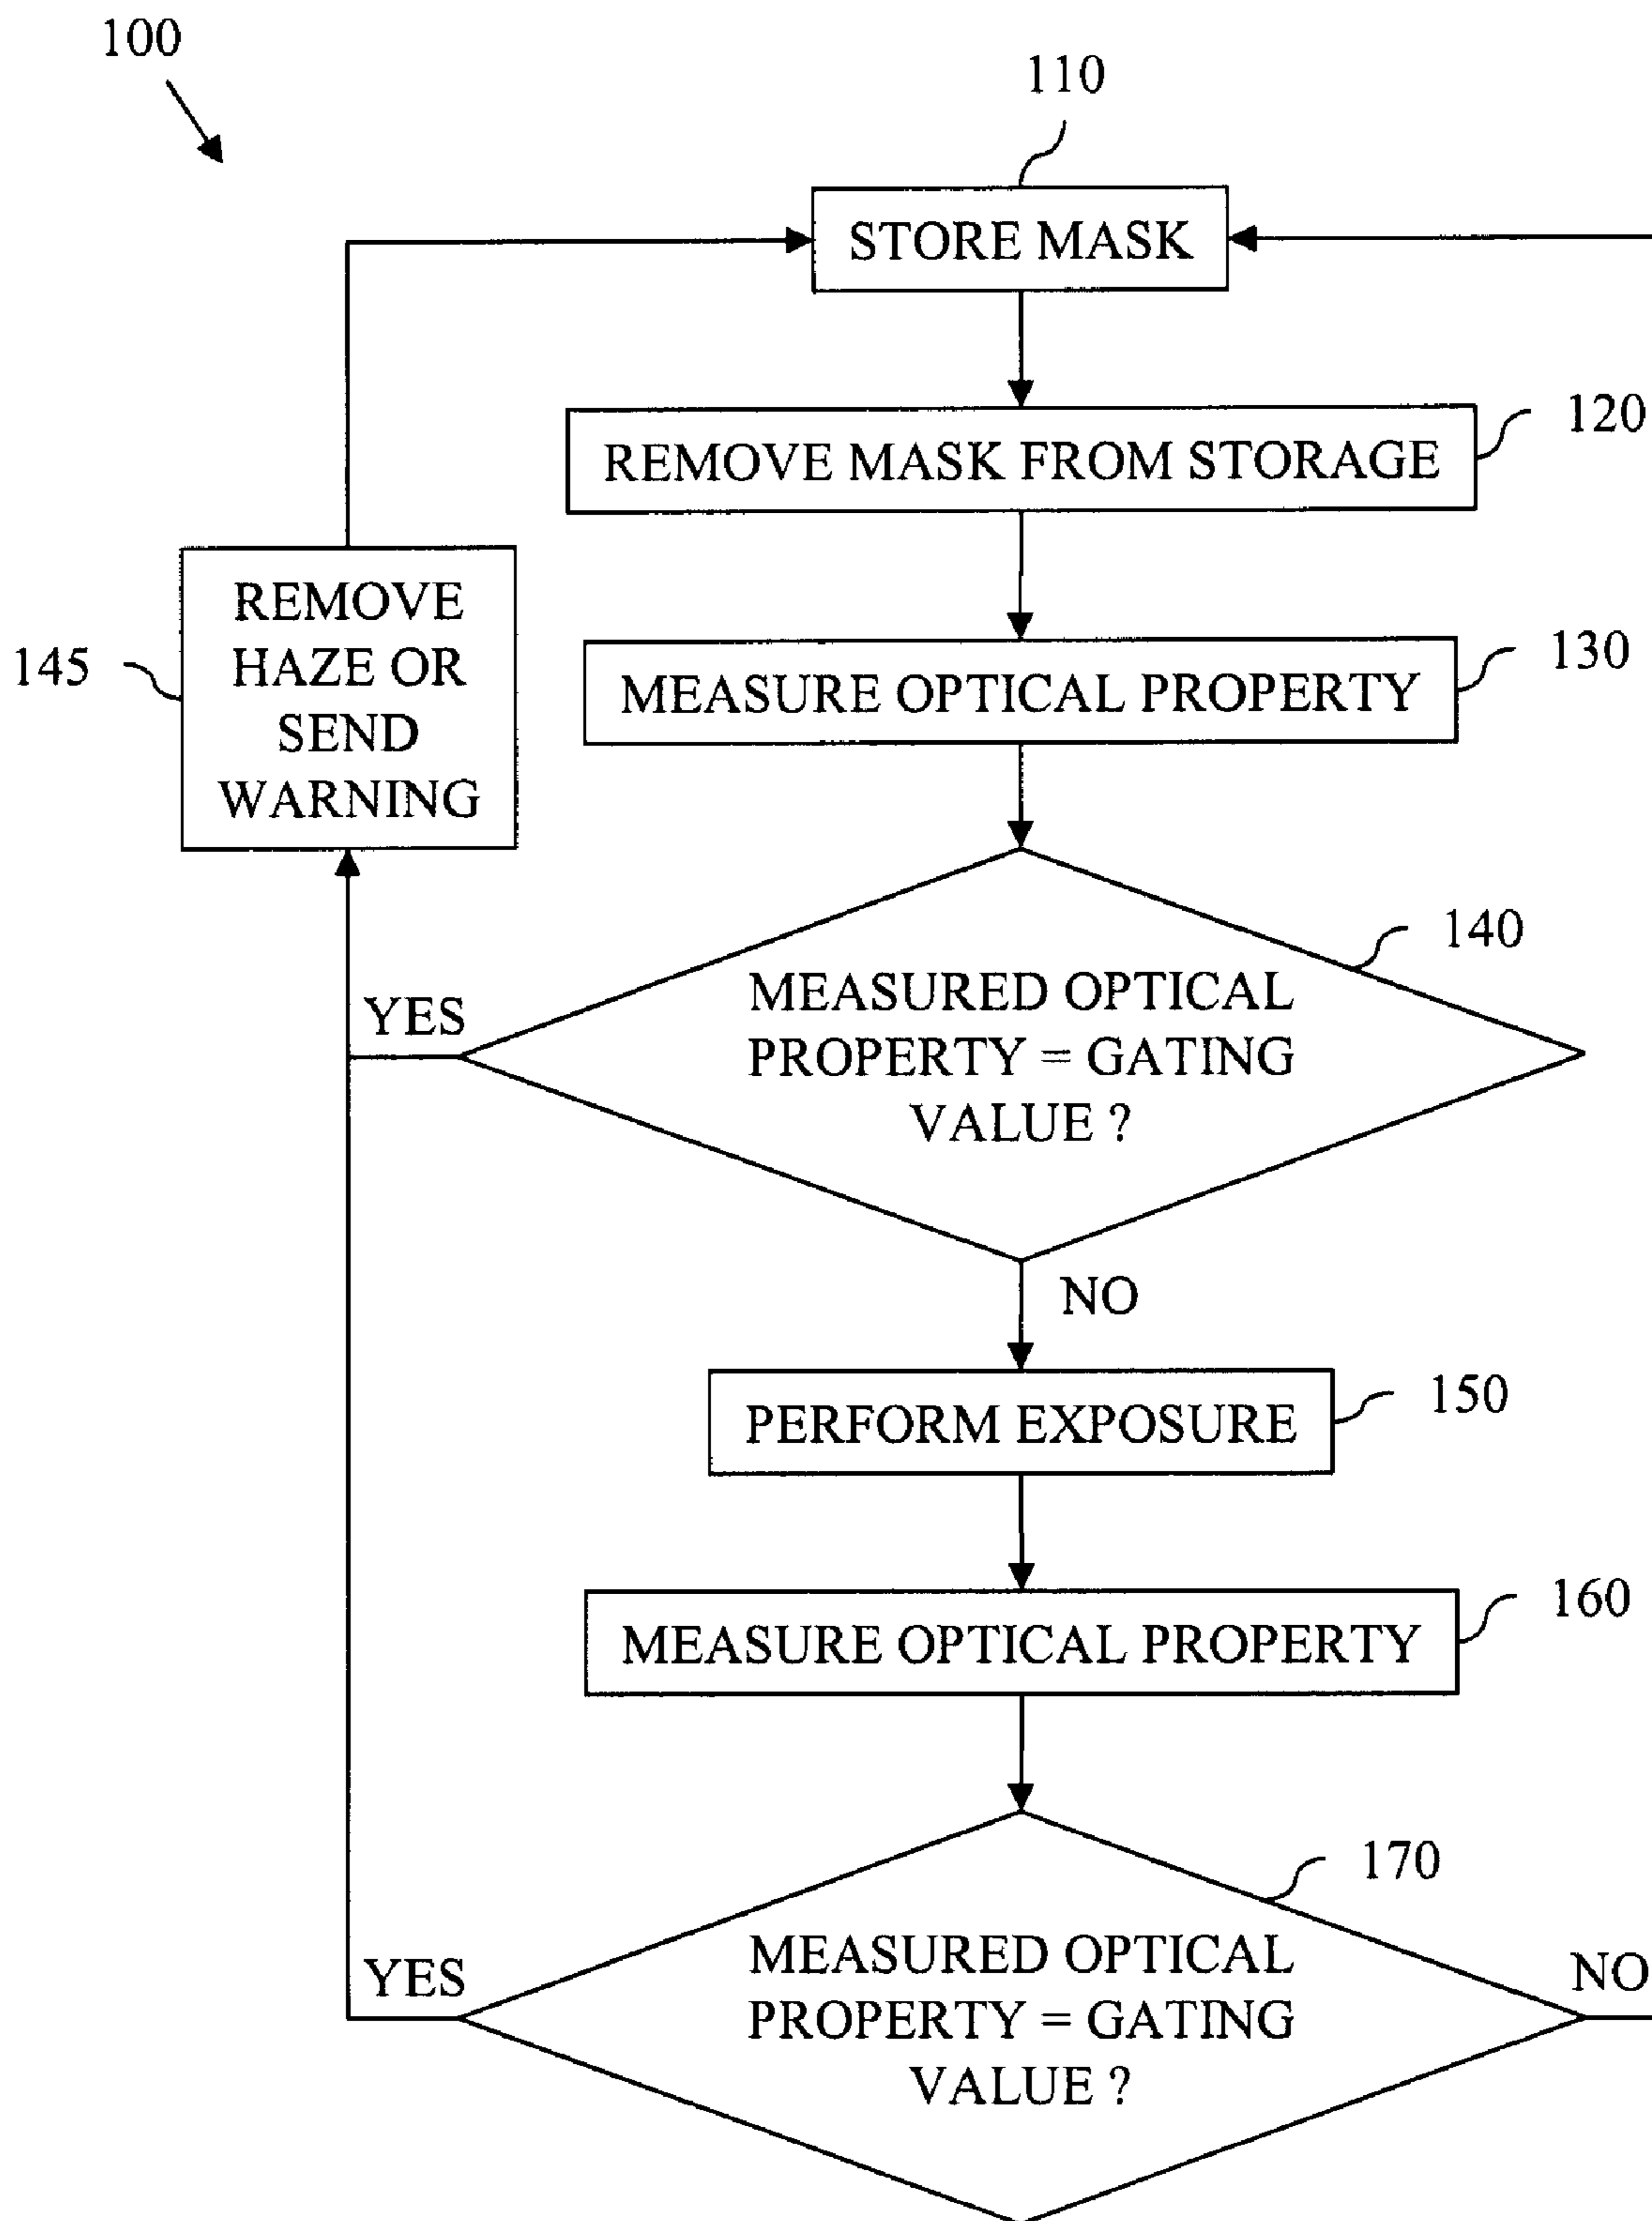 100
110
STORE MASK
120
REMOVE MASK FROM STORAGE
REMOVE
HAZE OR
SEND
WARNING
145
130
MEASURE OPTICAL PROPERTY
140
MEASURED OPTICAL
PROPERTY = GATING
VALUE ?
YES
NO
150
PERFORM EXPOSURE
160
MEASURE OPTICAL PROPERTY
170
MEASURED OPTICAL
PROPERTY = GATING
VALUE ?
YES
NO